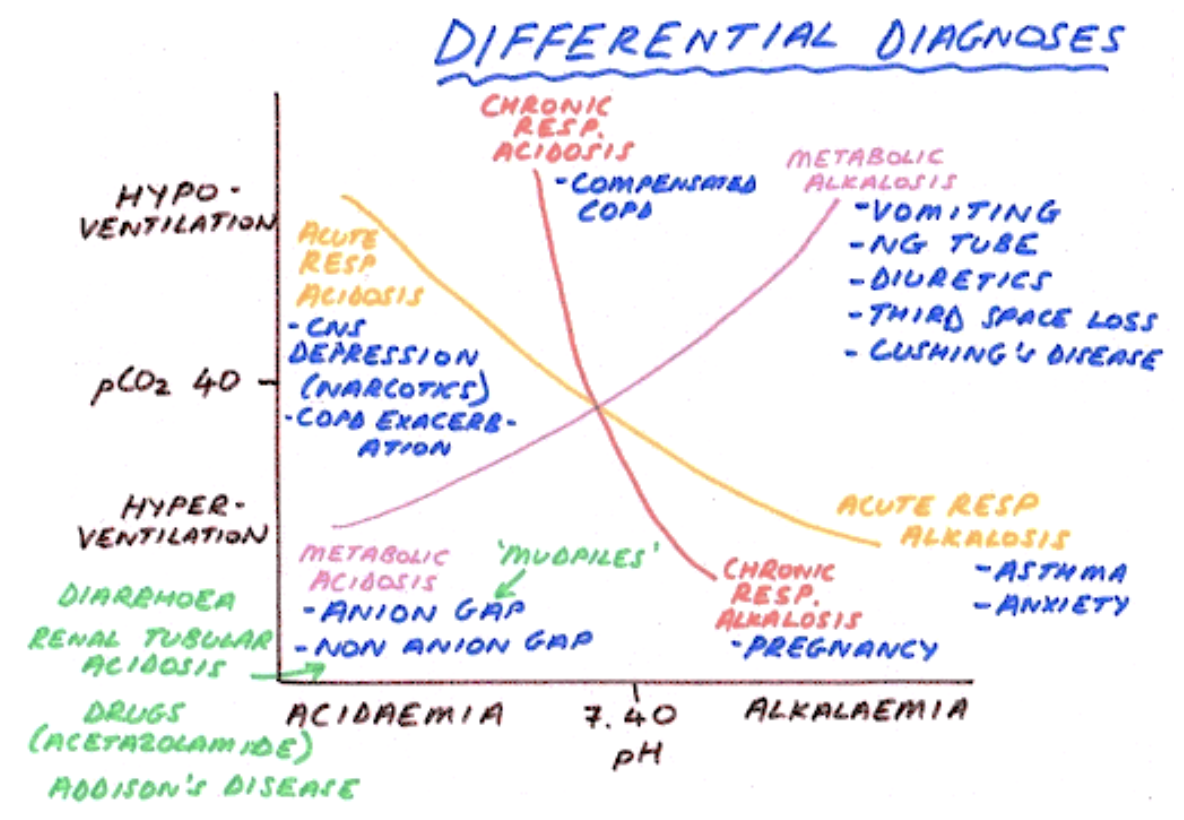 DIFFERENTIAL DIAGNOSES
CHRONIC
RESP.
ACIDOSIS
-COMPENSATED
COPD
METABOLIC
ALKALOSIS
-VOMITING
-NG TUBE
-DIURETICS
-THIRD SPACE LOSS
- CUSHING'S DISEASE
HYPO-
VENTILATION
ACUTE
RESP
ACIDOSIS
-CNS
DEPRESSION
(NARCOTICS)
-COPD EXACERB-
ATION
pCO₂ 40
HYPER-
VENTILATION
METABOLIC
ACIDOSIS
'MUDPILES'
-ANION GAP
-NON ANION GAP
ACUTE RESP
ALKALOSIS
-ASTHMA
-ANXIETY
CHRONIC
RESP.
ALKALOSIS
-PREGNANCY
DIARRHOEA
RENAL TUBULAR
ACIDOSIS
DRUGS
(ACETAZOLAMIDE)
ADDISON'S DISEASE
ACIDAEMIA
7.40
pH
ALKALAEMIA